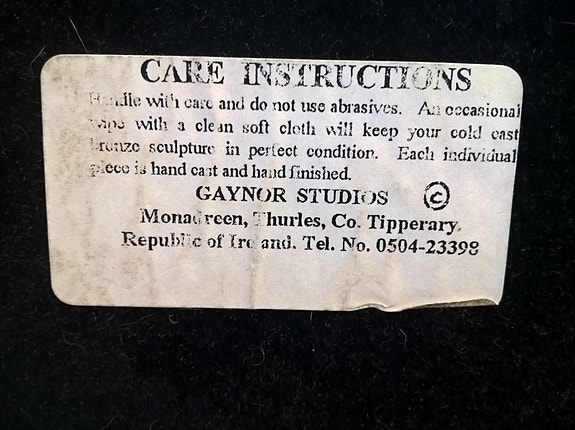 CARE INSTRUCTIONS
Handle with care and do not use abrasives. An occasional
wipe with a clean soft cloth will keep your cold cast
bronze sculpture in perfect condition. Each individual
piece is hand cast and hand finished.
GAYNOR STUDIOS ©
Monadreen, Thurles, Co. Tipperary,
Republic of Ireland. Tel. No. 0504-23398